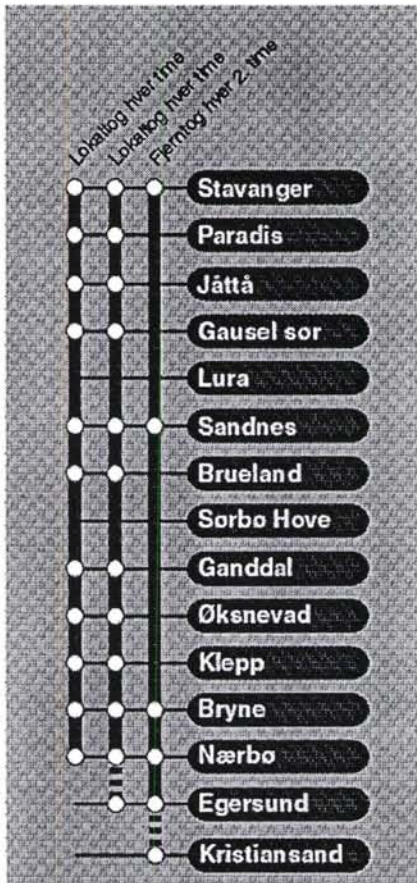 Lokaltog hver time
Lokaltog hver time
Fjerntog hver 2. time
Stavanger
Paradis
Jåttå
Gausel sør
Lura
Sandnes
Brueland
Sørbø Hove
Ganddal
Øksnevad
Klepp
Bryne
Nærbø
Egersund
Kristiansand